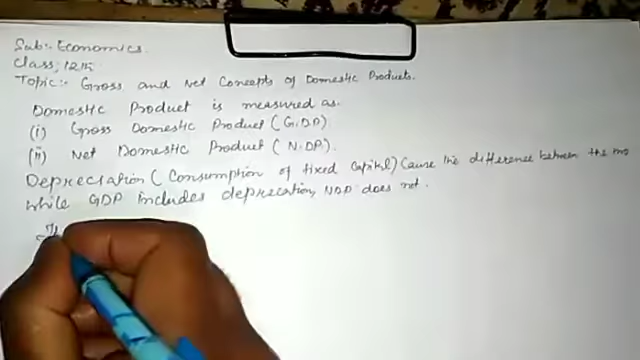 Sub:- Economics.
Class, 12th
Topic:- Gross and Net Concepts of Domestic Products.
Domestic Product is measured as.
(i) Gross Domestic Product (G.D.P)
(ii) Net Domestic Product (N.DP).
Depreciation (Consumption of fixed Capital) Cause the difference between the two
while GDP includes depreciation, NDP does not.